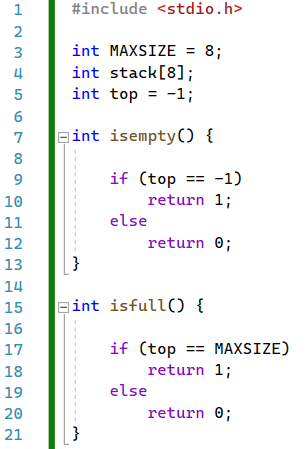 1 #include <stdio.h>
2
3 int MAXSIZE = 8;
4 int stack[8];
5 int top = -1;
6
7 int isempty() {
8
9 if (top == -1)
10 return 1;
11 else
12 return 0;
13 }
14
15 int isfull() {
16
17 if (top == MAXSIZE)
18 return 1;
19 else
20 return 0;
21 }